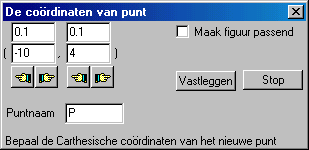 De coördinaten van punt
0.1 0.1
Maak figuur passend
( -10 , 4 )
Vastleggen Stop
Puntnaam P
Bepaal de Carthesische coördinaten van het nieuwe punt